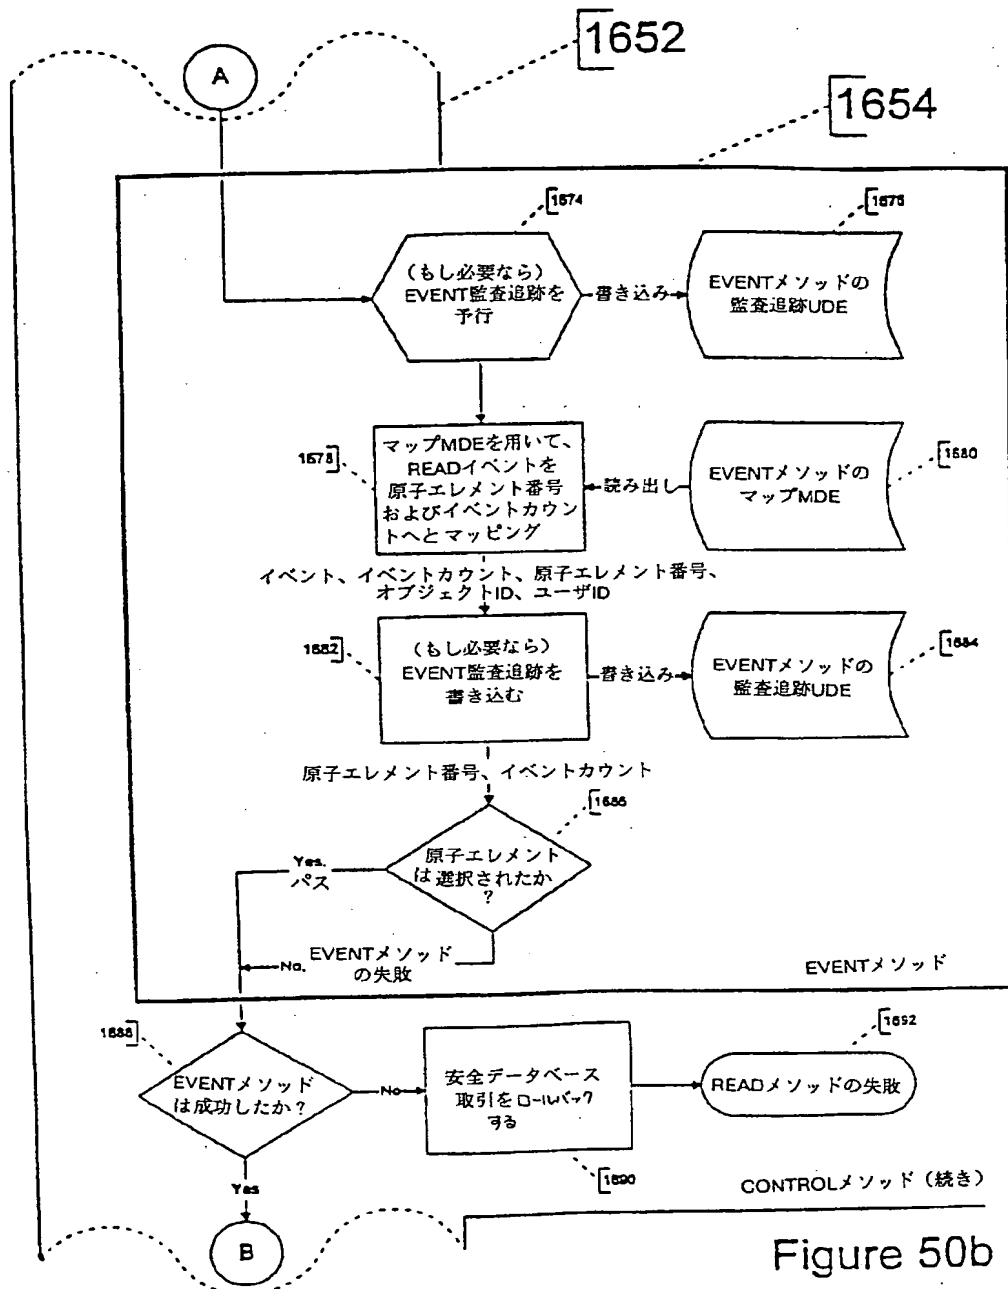 1652
A
1654
1674
1676
(もし必要なら)
EVENT監査追跡を
予行
書き込み
EVENTメソッドの
監査追跡UDE
1678
マップMDEを用いて、
READイベントを
原子エレメント番号
およびイベントカウン
トへとマッピング
読み出し
EVENTメソッドの
マップMDE
1680
イベント、イベントカウント、原子エレメント番号、
オブジェクトID、ユーザID
1682
(もし必要なら)
EVENT監査追跡を
書き込む
書き込み
EVENTメソッドの
監査追跡UDE
1684
原子エレメント番号、イベントカウント
1686
原子エレメント
は選択されたか
?
Yes.
パス
No.
EVENTメソッド
の失敗
EVENTメソッド
1688
EVENTメソッド
は成功したか?
No
安全データベース
取引をロールバック
する
1690
READメソッドの失敗
1692
Yes
CONTROLメソッド(続き)
B
Figure 50b